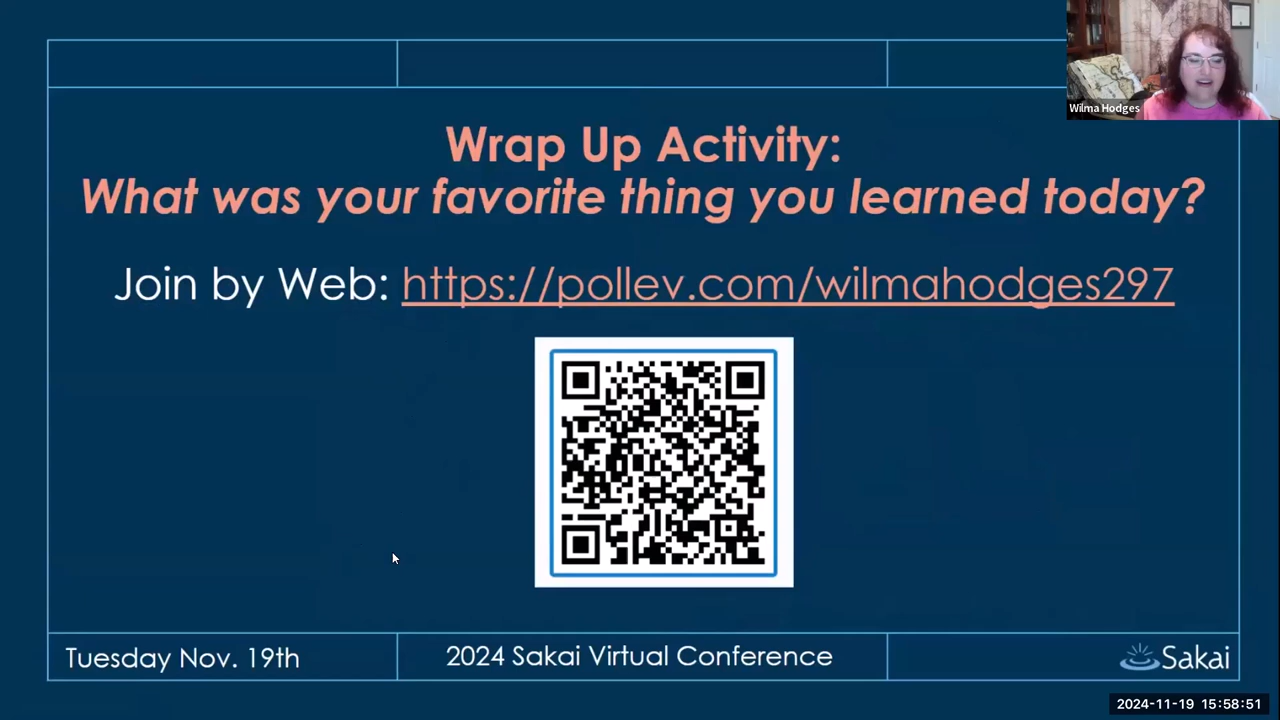 Wilma Hodges
Wrap Up Activity:
What was your favorite thing you learned today?
Join by Web: https://pollev.com/wilmahodges297
Tuesday Nov. 19th
2024 Sakai Virtual Conference
Sakai
2024-11-19 15:58:51